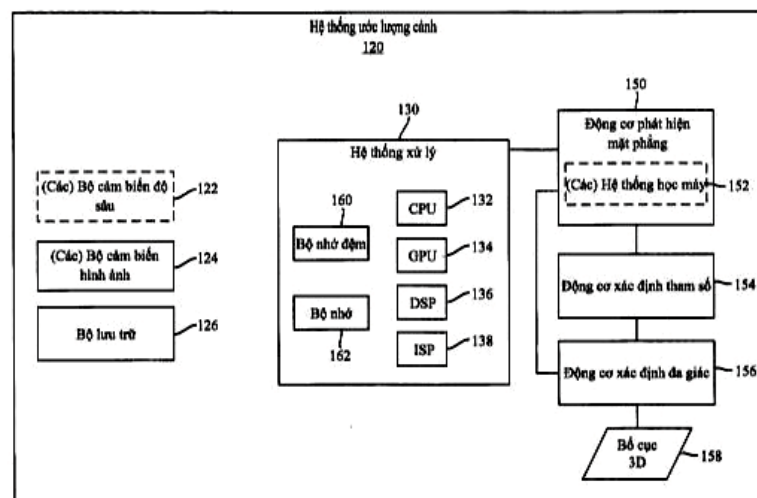 Hệ thống ước lượng cảnh
120
150
Động cơ phát hiện
mặt phẳng
(Các) Hệ thống học máy
152
130
Hệ thống xử lý
(Các) Bộ cảm biến độ
sâu
122
160
Bộ nhớ đệm
CPU
132
(Các) Bộ cảm biến
hình ảnh
124
GPU
134
Động cơ xác định tham số
154
Bộ lưu trữ
126
Bộ nhớ
162
DSP
136
ISP
138
Động cơ xác định đa giác
156
Bố cục
3D
158